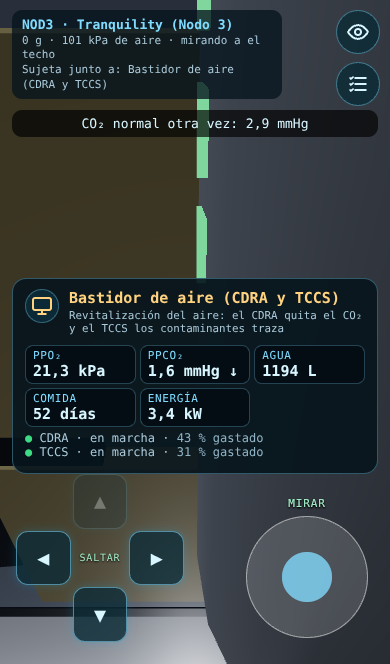 NOD3 · Tranquility (Nodo 3)
0 g · 101 kPa de aire · mirando a el
techo
Sujeta junto a: Bastidor de aire
(CDRA y TCCS)
CO₂ normal otra vez: 2,9 mmHg
Bastidor de aire (CDRA y TCCS)
Revitalización del aire: el CDRA quita el CO₂
y el TCCS los contaminantes traza
PPO₂
21,3 kPa
PPCO₂
1,6 mmHg ↓
AGUA
1194 L
COMIDA
52 días
ENERGÍA
3,4 kW
● CDRA · en marcha · 43 % gastado
● TCCS · en marcha · 31 % gastado
MIRAR
▲
◀ SALTAR ▶
▼